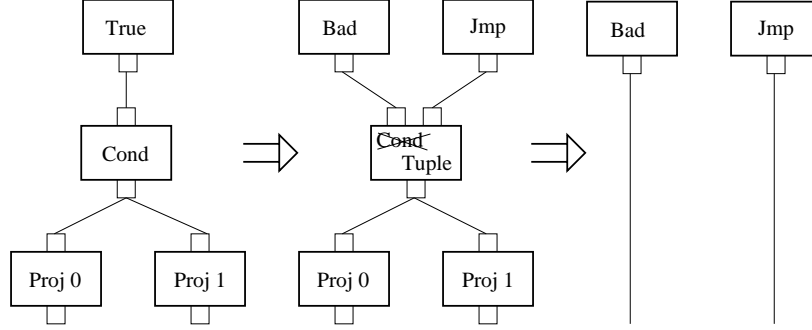 True
Bad
Jmp
Bad
Jmp
Cond
Cond
Tuple
Proj 0
Proj 1
Proj 0
Proj 1